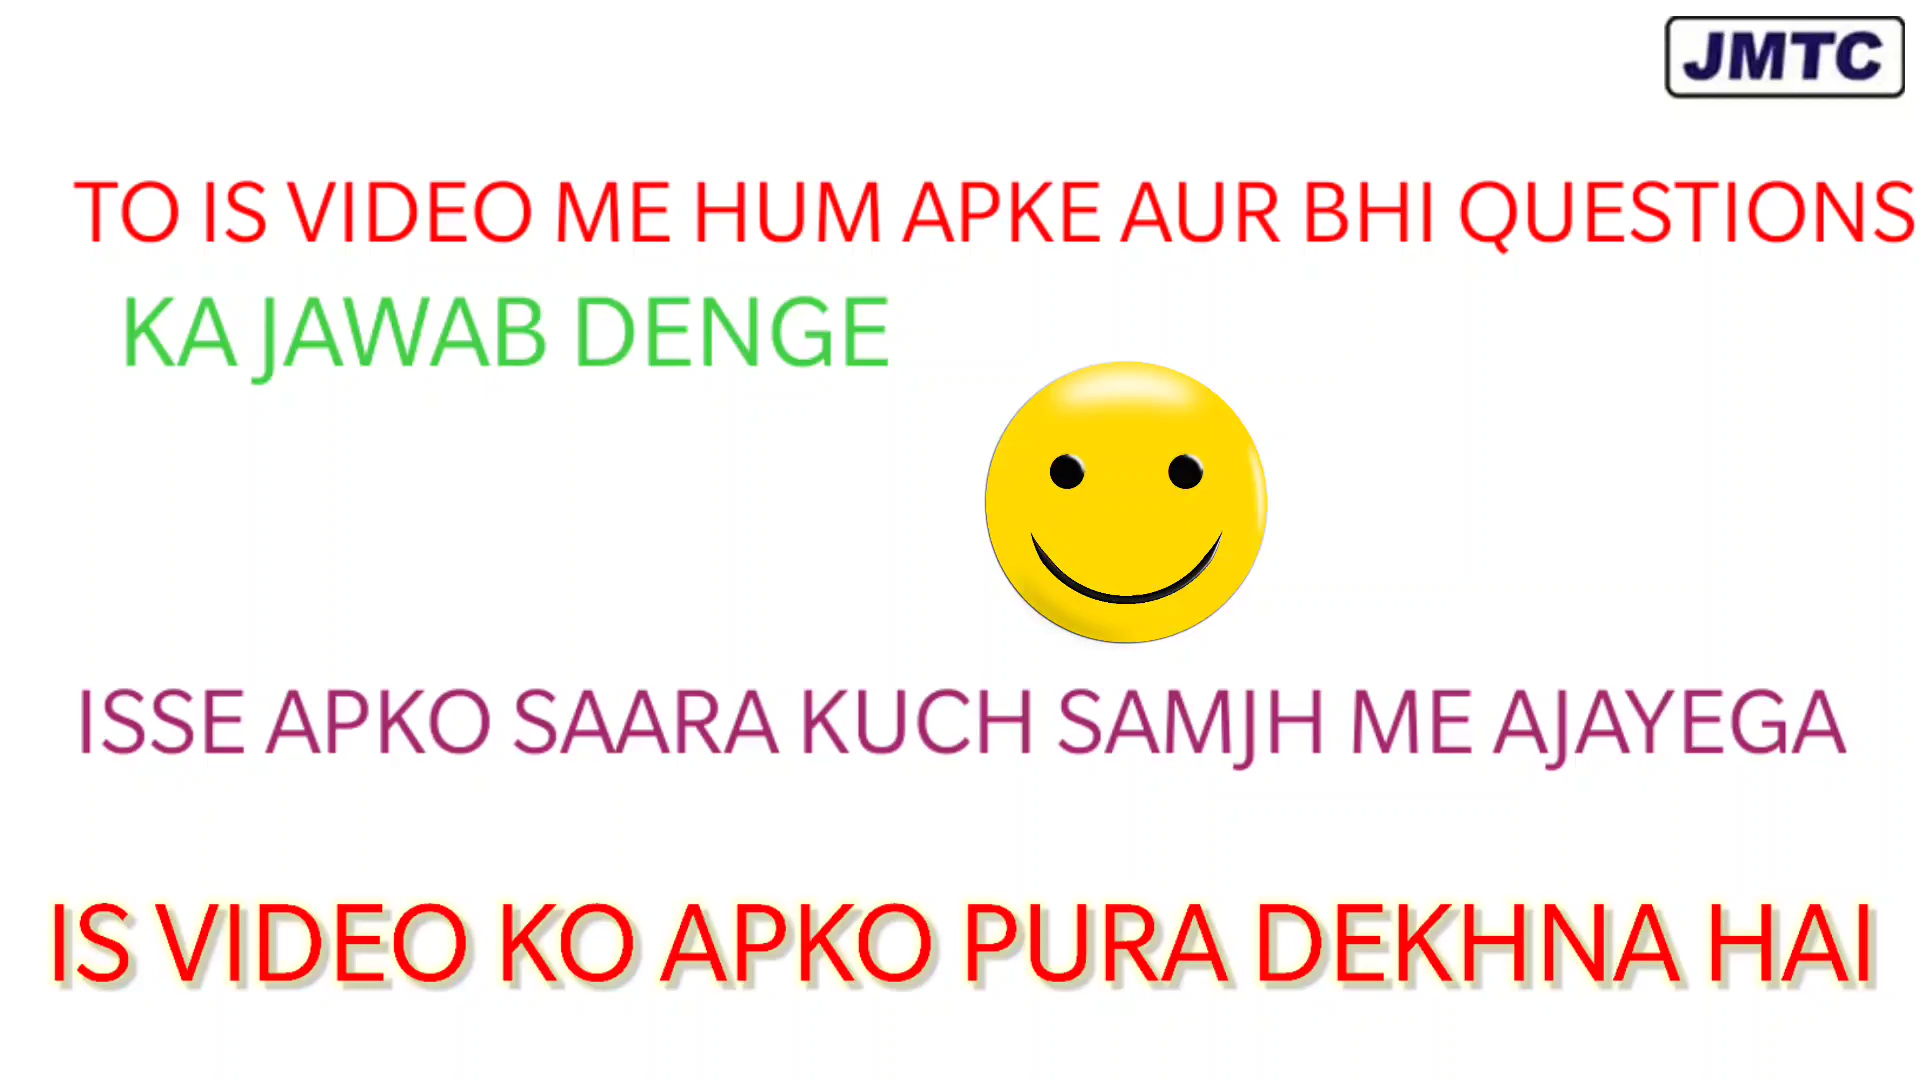 JMTC
TO IS VIDEO ME HUM APKE AUR BHI QUESTIONS
KA JAWAB DENGE
ISSE APKO SAARA KUCH SAMJH ME AJAYEGA
IS VIDEO KO APKO PURA DEKHNA HAI